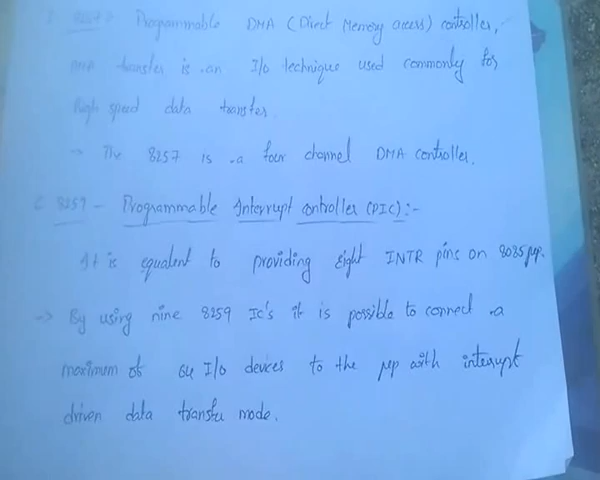 8257 - Programmable DMA (Direct Memory access) controller,
DMA transfer is an I/o technique used commonly for
high speed data transfer.
→ The 8257 is a four channel DMA controller.
8259 - Programmable Interrupt controller (PIC) :-
It is equalent to providing eight INTR pins on 8085 μp.
→ By using nine 8259 Ic's it is possible to connect a
maximum of 64 I/o devices to the μp with interrupt
driven data transfer mode.